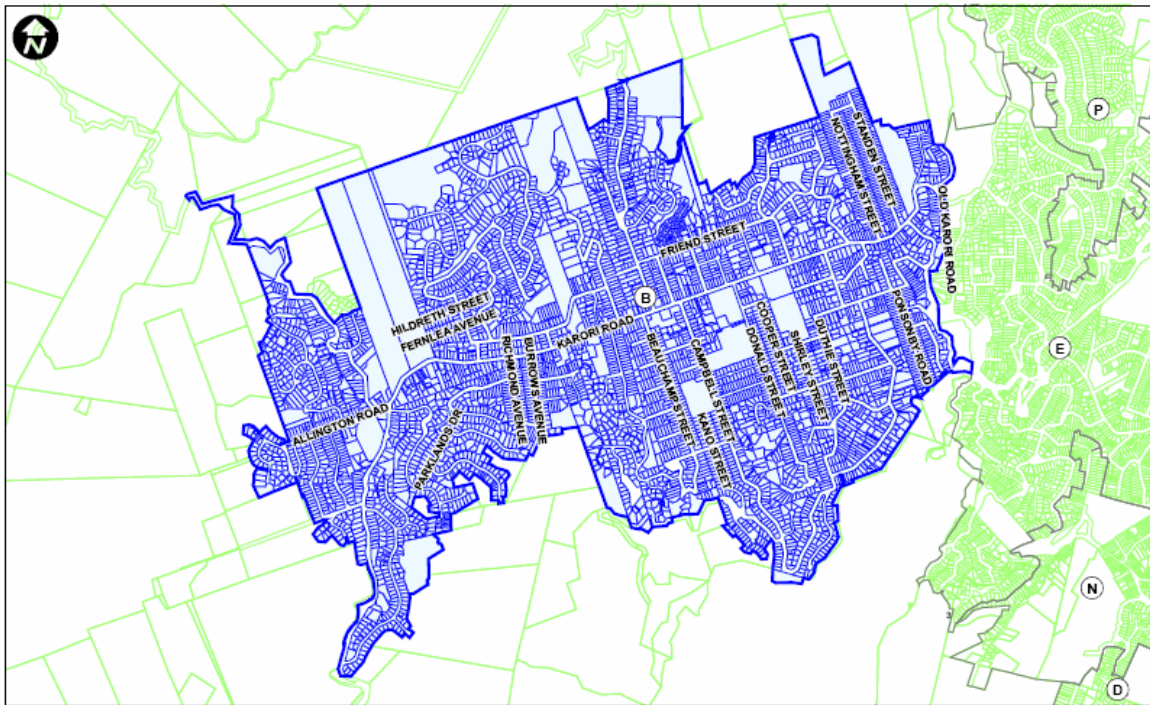 N
P
STANDEN STREET
NOTTINGHAM STREET
OLD KARORI ROAD
FRIEND STREET
HILDRETH STREET
FERNLEA AVENUE
B
KARORI ROAD
PONSONBY ROAD
E
COOPER STREET
DONALD STREET
SHIRLEY STREET
DUTHIE STREET
BEAUCHAMP STREET
CAMPBELL STREET
BURROWS AVENUE
RICHMOND AVENUE
KANO STREET
ALLINGTON ROAD
PARKLANDS DR
N
3
D